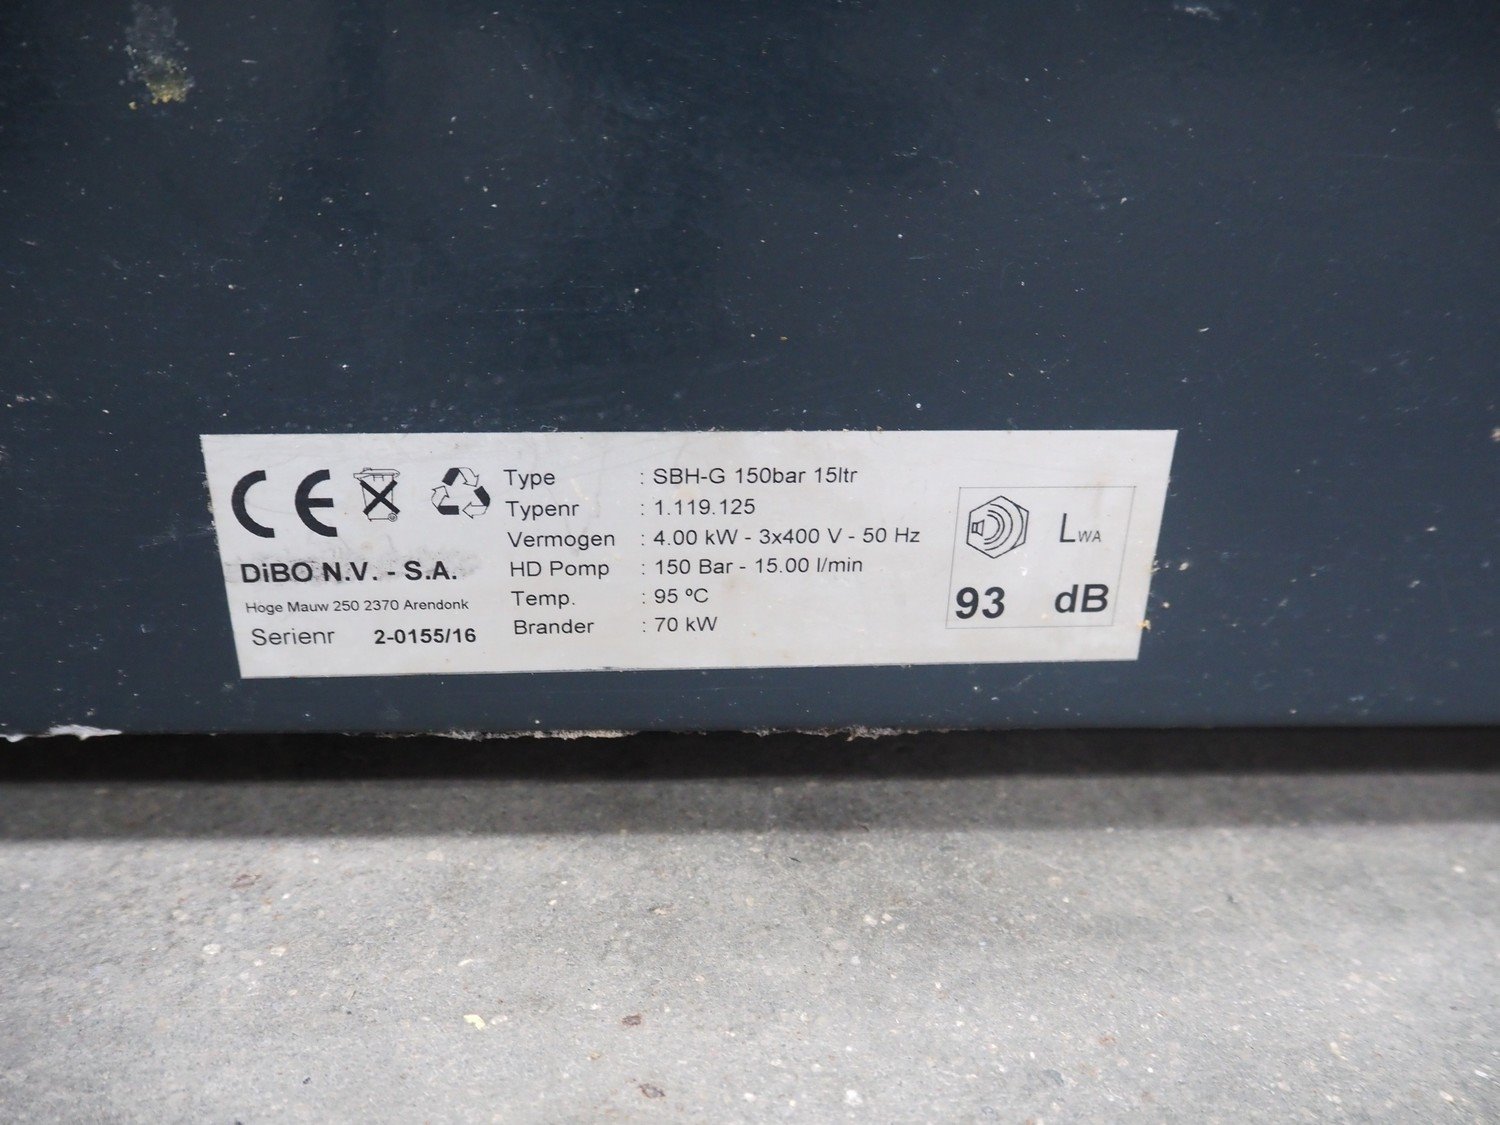 CE
DiBO N.V. - S.A.
Hoge Mauw 250 2370 Arendonk
Serienr 2-0155/16
Type : SBH-G 150bar 15ltr
Typenr : 1.119.125
Vermogen : 4.00 kW - 3x400 V - 50 Hz
HD Pomp : 150 Bar - 15.00 l/min
Temp. : 95 ºC
Brander : 70 kW
LWA
93 dB